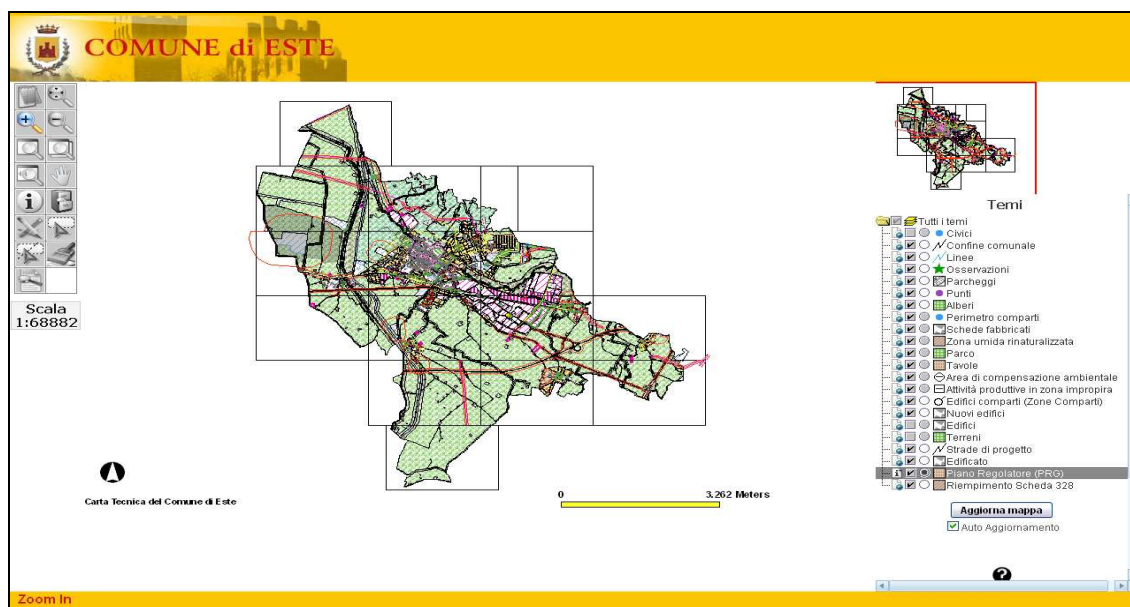 COMUNE di ESTE
Scala
1:68882
Carta Tecnica del Comune di Este
0
3.262 Meters
Temi
Tutti i temi
Civici
Confine comunale
Linee
Osservazioni
Parcheggi
Punti
Alberi
Perimetro comparti
Schede fabbricati
Zona umida rinaturalizzata
Parco
Tavole
Area di compensazione ambientale
Attività produttive in zona impropira
Edifici comparti (Zone Comparti)
Nuovi edifici
Edifici
Terreni
Strade di progetto
Edificato
Piano Regolatore (PRG)
Riempimento Scheda 328
Aggiorna mappa
Auto Aggiornamento
Zoom In